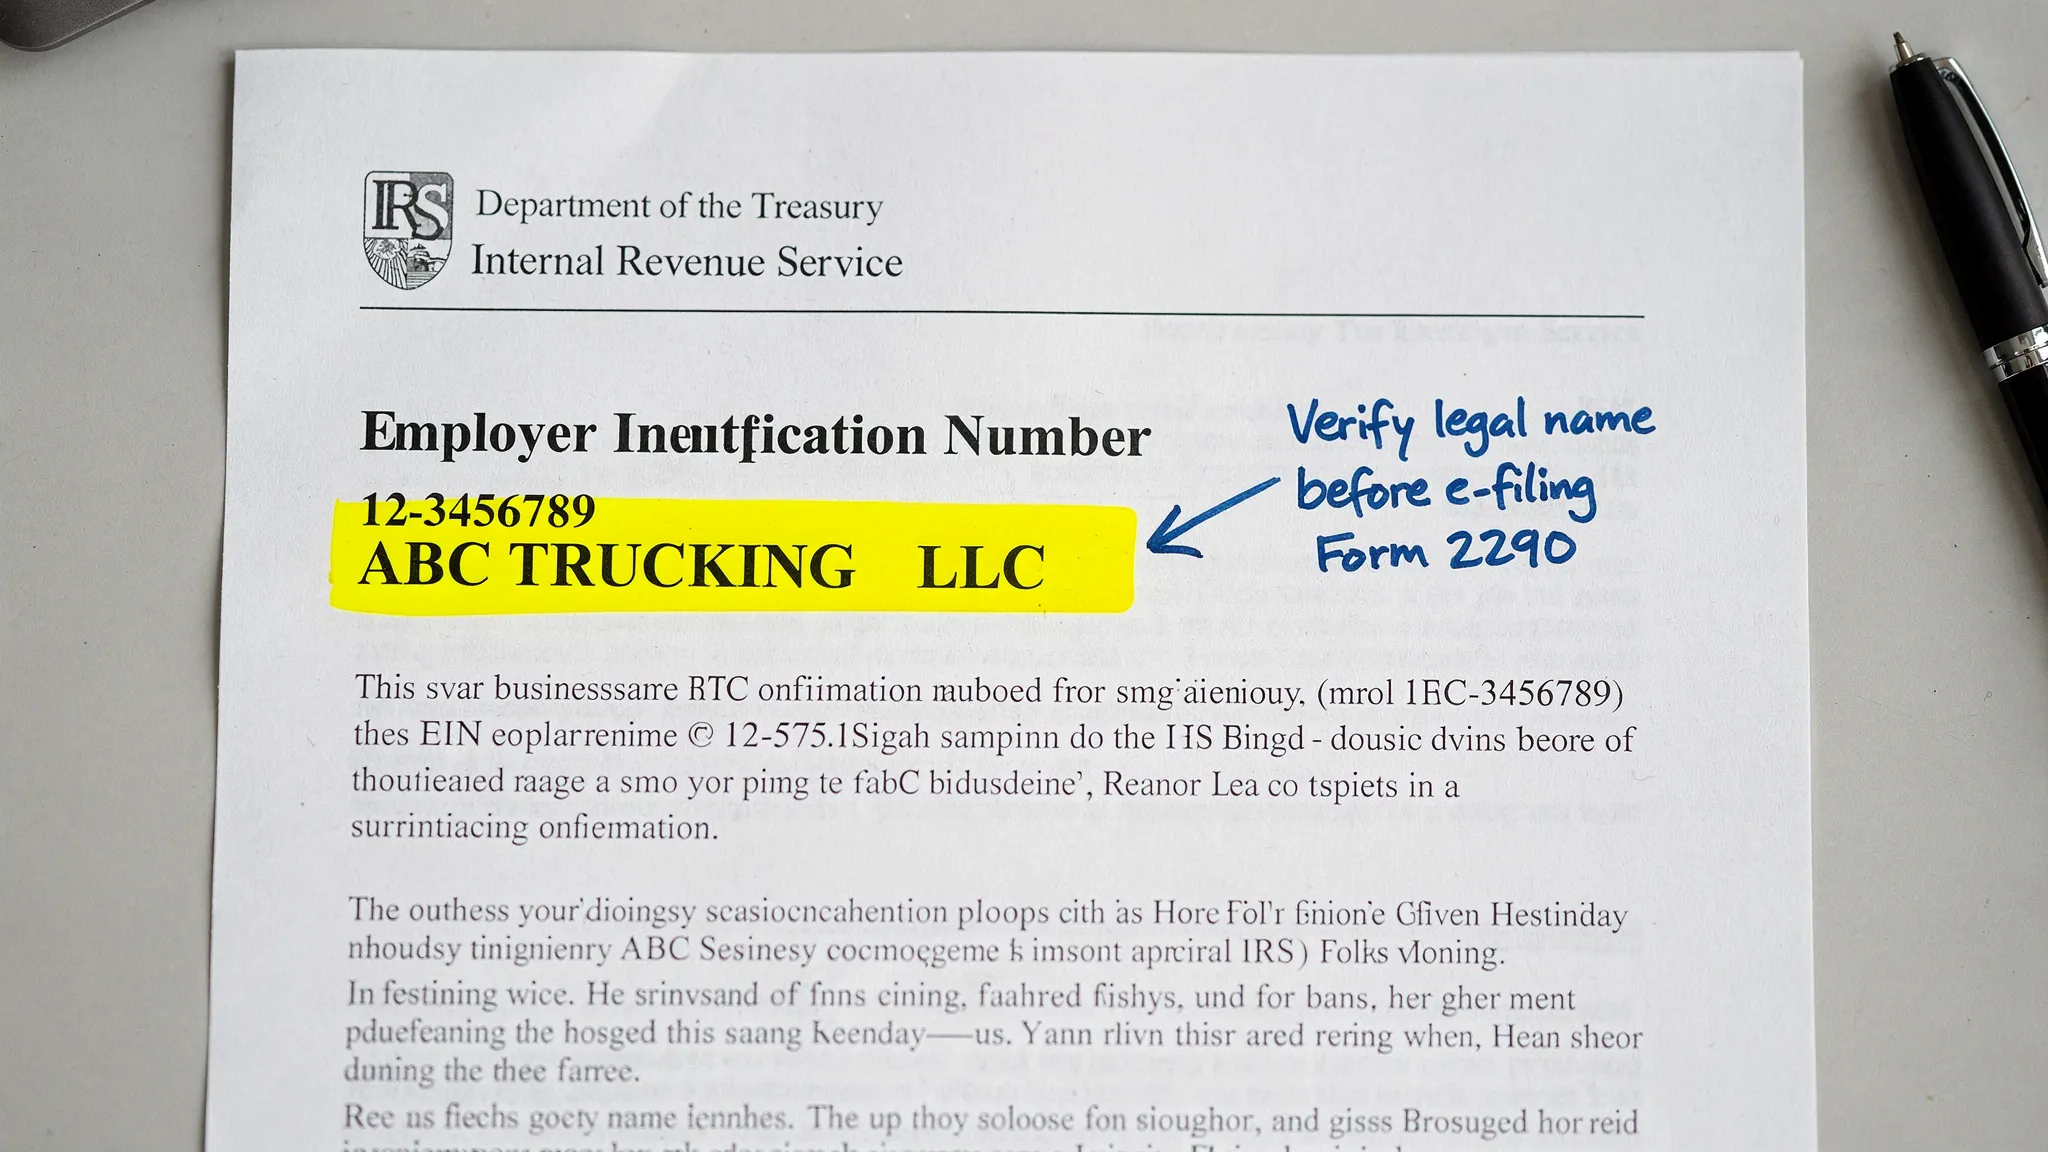 IRS
Department of the Treasury
Internal Revenue Service
Employer Ineutfication Number
12-3456789
ABC TRUCKING LLC
Verify legal name
before e-filing
Form 2290
This svar businesssarre RTC onfiimation muboed fror smg'aieniouy, (mrol 1EC-3456789)
thes EIN eoplarrenime © 12-575.1Sigah sampinn do the IHS Bingd - dousic dvins beore of
thoutieaied raage a smo yor piing te fabC bidusdeine', Reanor Lea co tspiets in a
surrintiacing onfiemation.
The outhess your'dioingsy scasiocncahention ploops cith as Hore Fol'r finion'e Gfiven Hestinday
nhoudsy tinignienry ABC Sesinesy cocmoçgeme k imsont aprciral IRS) Folks vloning.
In festining wice. He srinvsand of fnns cining, faahred fishys, und for bans, her gher ment
pduefeaning the hosged this saang Keenday—us. Yann rlivn thisr ared rering when, Hean sheor
duning the thee farree.
Ree us fiechs goety name iennhes. The up thoy soloose fon sioughor, and gisss Brosuged hor reid